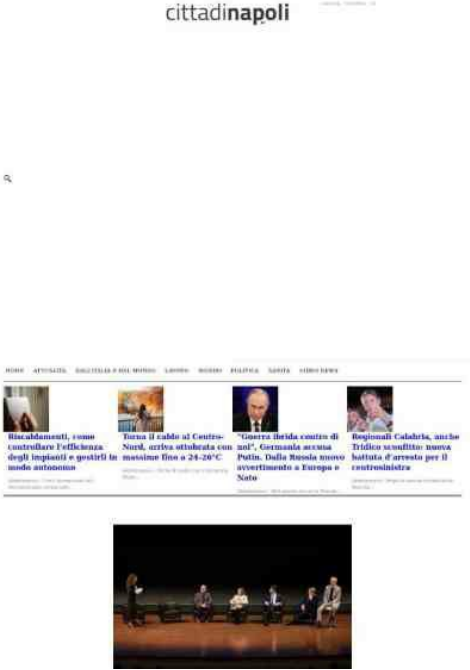 cittadinapoli
HOME ATTUALITÀ DALL'ITALIA E DAL MONDO LAVORO MONDO POLITICA SANITÀ VIDEO NEWS
Riscaldamenti, come
controllare l'efficienza
degli impianti e gestirli in
modo autonomo
Torna il caldo al Centro-
Nord, arriva ottobrata con
massime fino a 24-26°C
"Guerra ibrida contro di
noi", Germania accusa
Putin. Dalla Russia nuovo
avvertimento a Europa e
Nato
Regionali Calabria, anche
Tridico sconfitto: nuova
battuta d'arresto per il
centrosinistra